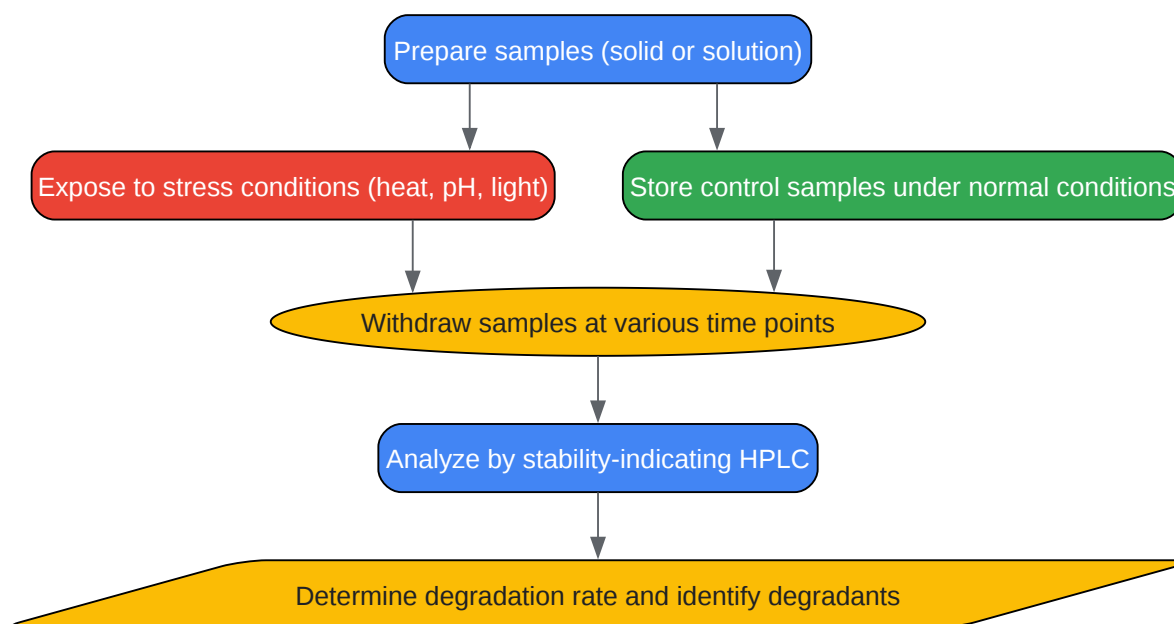 Prepare samples (solid or solution)
Expose to stress conditions (heat, pH, light)
Store control samples under normal conditions
Withdraw samples at various time points
Analyze by stability-indicating HPLC
Determine degradation rate and identify degradants